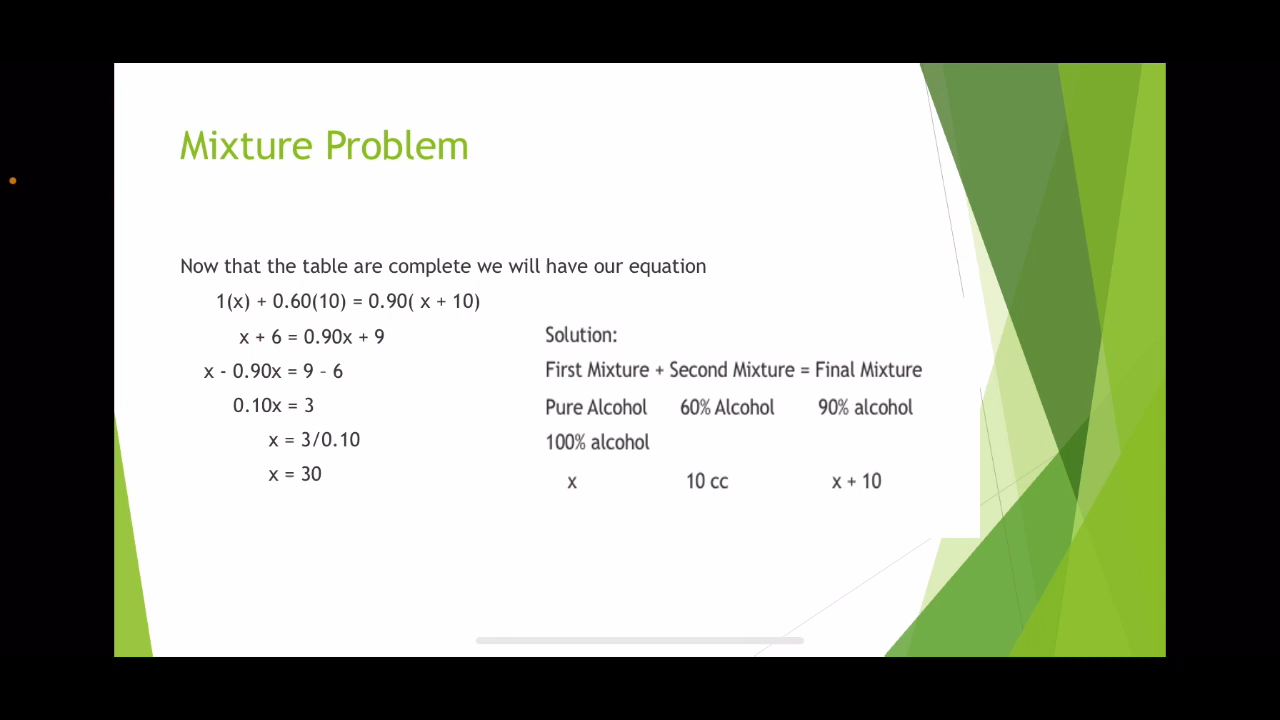 Mixture Problem
Now that the table are complete we will have our equation
1(x) + 0.60(10) = 0.90( x + 10)
x + 6 = 0.90x + 9
x - 0.90x = 9 – 6
0.10x = 3
x = 3/0.10
x = 30
Solution:
First Mixture + Second Mixture = Final Mixture
Pure Alcohol 60% Alcohol 90% alcohol
100% alcohol
x 10 cc x + 10